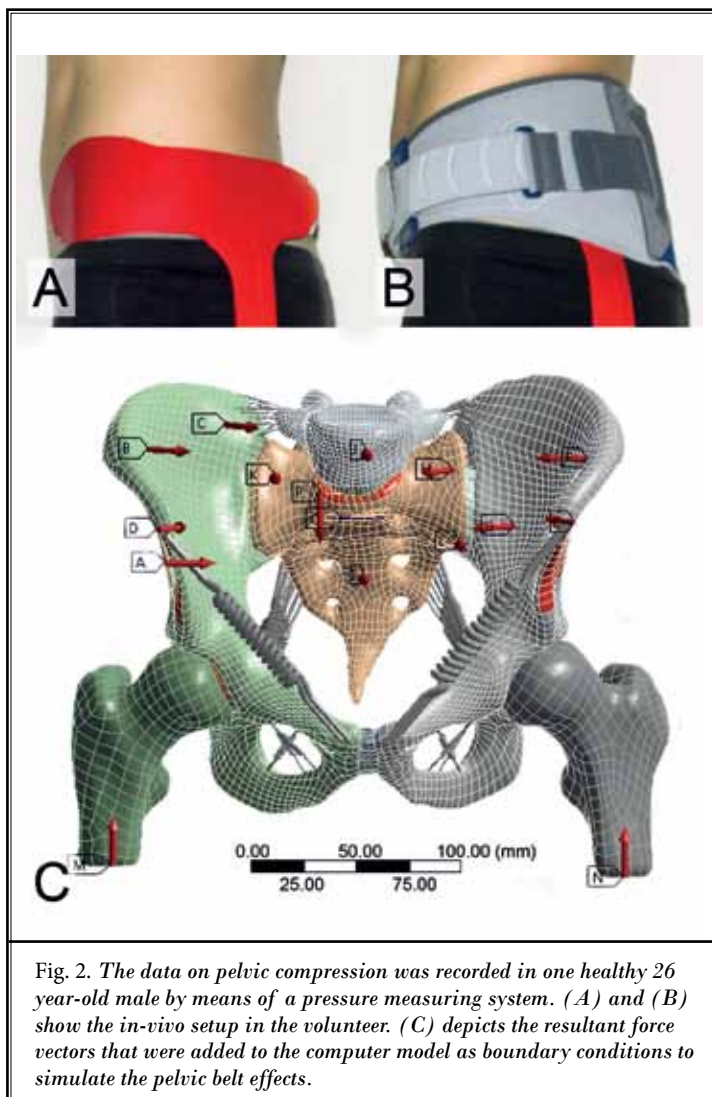 A
B
C
B
K
J
H
F
P
D
A
M
N
0.00 50.00 100.00 (mm)
25.00 75.00
C
Fig. 2. The data on pelvic compression was recorded in one healthy 26
year-old male by means of a pressure measuring system. (A) and (B)
show the in-vivo setup in the volunteer. (C) depicts the resultant force
vectors that were added to the computer model as boundary conditions to
simulate the pelvic belt effects.